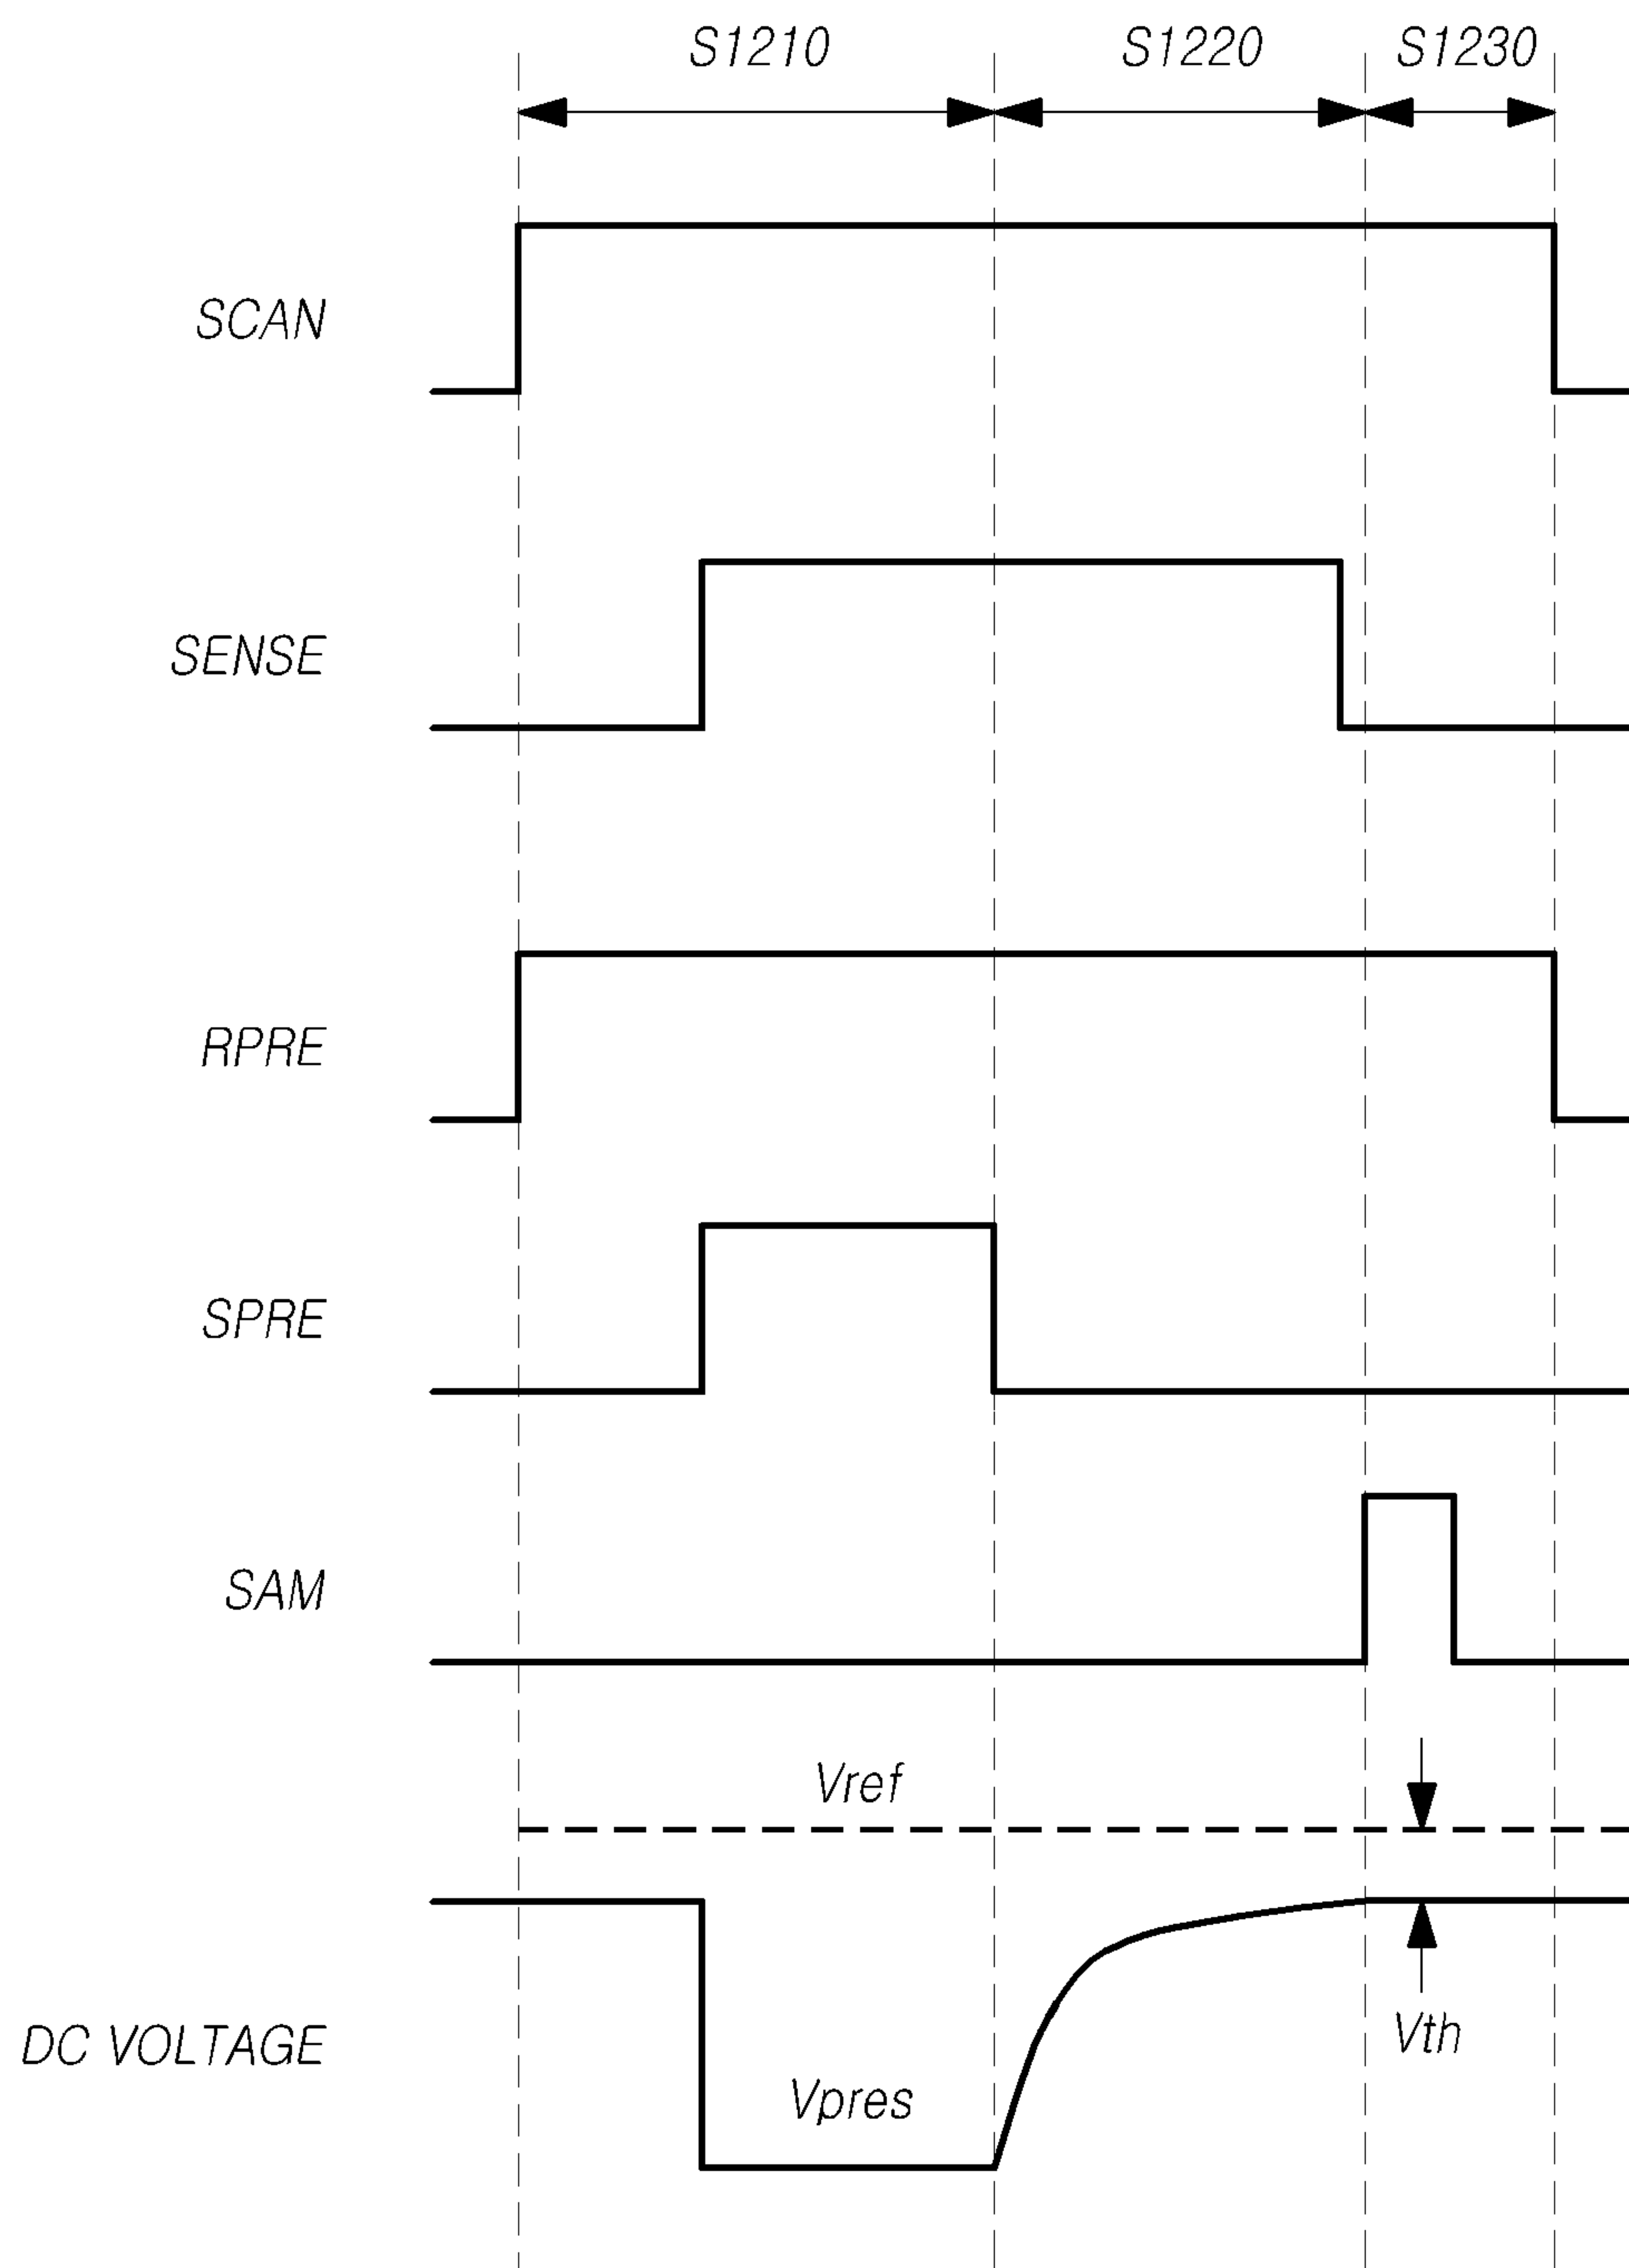 S1210 S1220 S1230
SCAN
SENSE
RPRE
SPRE
SAM
Vref
DC VOLTAGE
Vth
Vpres